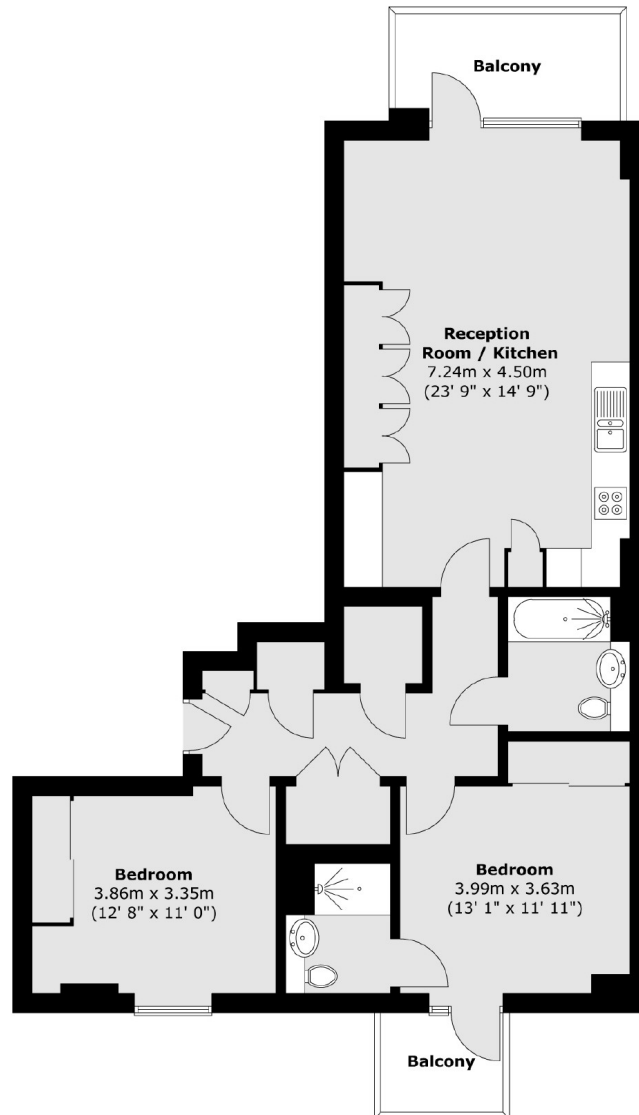 Balcony
Reception
Room / Kitchen
7.24m x 4.50m
(23' 9" x 14' 9")
Bedroom
3.86m x 3.35m
(12' 8" x 11' 0")
Bedroom
3.99m x 3.63m
(13' 1" x 11' 11")
Balcony